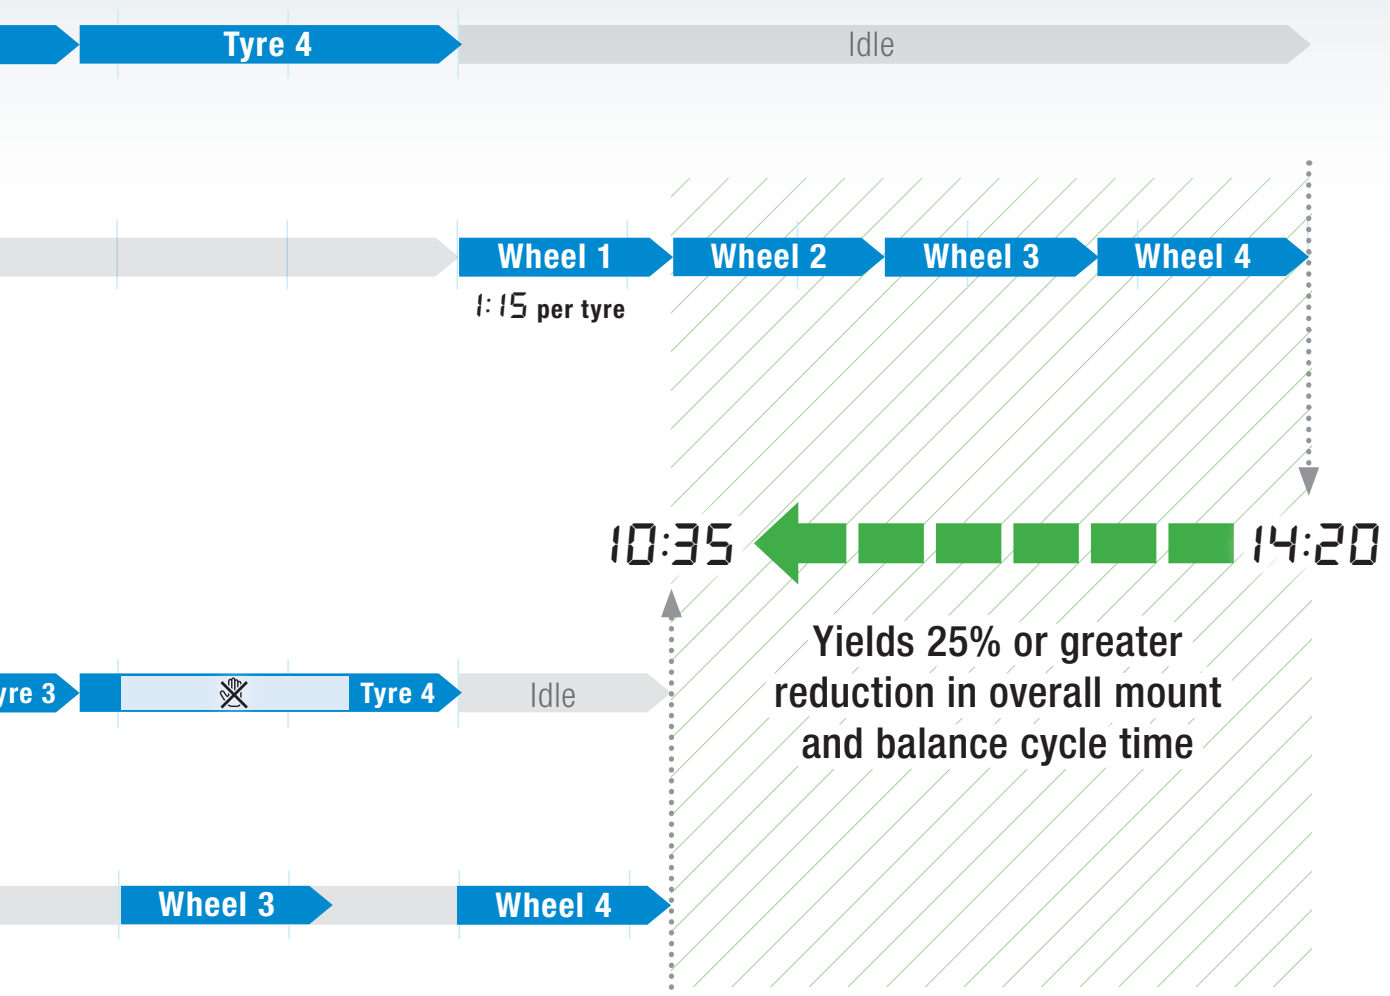 Tyre 4
Idle
Wheel 1
Wheel 2
Wheel 3
Wheel 4
1:15 per tyre
10:35
14:20
Yields 25% or greater
reduction in overall mount
and balance cycle time
yre 3
Tyre 4
Idle
Wheel 3
Wheel 4